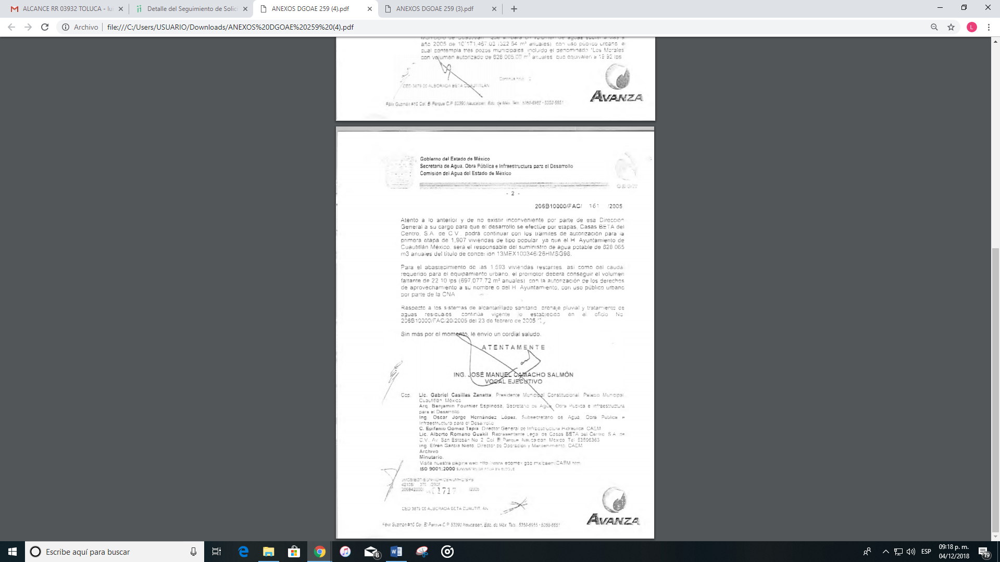 ALCANCE RR 03932 TOLUCA - lui
Detalle del Seguimiento de Solici
ANEXOS DGOAE 259 (4).pdf
ANEXOS DGOAE 259 (3).pdf
Archivo
file:///C:/Users/USUARIO/Downloads/ANEXOS%20DGOAE%20259%20(4).pdf
L
año 2005 de 10'171,467.03 (322.54 m³ anuales) con uso público urbano, el
cual contempla tres pozos municipales, incluido el denominado "Los Morales
con volumen autorizado de 628,065.00 m³ anuales, que equivalen a 19.92 lps
CED 3879 05 ALBORADA BETA CUAUTITLAN
Félix Guzmán #10 Col. El Parque C.P. 53390 Naucalpan, Edo. de Méx. Tels.: 5358-6955 - 5358-6651
AVANZA
Gobierno del Estado de México
Secretaría de Agua, Obra Pública e Infraestructura para el Desarrollo
Comisión del Agua del Estado de México
- 2 -
206B10000/FAC/ 161 /2005
Atento a lo anterior y de no existir inconveniente por parte de esa Dirección
General a su cargo para que el desarrollo se efectúe por etapas, Casas BETA del
Centro, S.A. de C.V., podrá continuar con los trámites de autorización para la
primera etapa de 1,907 viviendas de tipo popular, ya que el H. Ayuntamiento de
Cuautitlán México, será el responsable del suministro de agua potable de 628,065
m3 anuales del título de concesión 13MEX100346/26HMSG98.
Para el abastecimiento de las 1,593 viviendas restantes, así como del caudal
requerido para el equipamiento urbano, el promotor deberá conseguir el volumen
faltante de 22.10 lps (697,077.72 m³ anuales), con la autorización de los derechos
de aprovechamiento a su nombre o del H. Ayuntamiento, con uso público urbano
por parte de la CNA
Respecto a los sistemas de alcantarillado sanitario, drenaje pluvial y tratamiento de
aguas residuales, continúa vigente lo establecido en el oficio No.
206B10000/FAC/20/2005 del 23 de febrero de 2005
Sin más por el momento, le envío un cordial saludo.
A T E N T A M E N T E
ING. JOSÉ MANUEL CAMACHO SALMÓN
VOCAL EJECUTIVO
Ccp. Lic. Gabriel Casillas Zanatta, Presidente Municipal Constitucional. Palacio Municipal,
Cuautitlán México
Arq. Benjamín Fournier Espinosa, Secretario de Agua, Obra Pública e Infraestructura
para el Desarrollo
Ing. Oscar Jorge Hernández López, Subsecretario de Agua, Obra Pública e
Infraestructura para el Desarrollo
C. Epifanio Gómez Tapia, Director General de Infraestructura Hidráulica, CAEM
Lic. Alberto Romano Guakil, Representante Legal de Casas BETA del Centro, S.A. de
C.V., Av. San Esteban No. 2, Col. El Parque, Naucalpan, México. Tel. 53596363
Ing. Efrén García Nieto, Director de Operación y Mantenimiento, CAEM
Archivo
Minutario.
Visite nuestra página web http://www.edomex.gob.mx/caem/CAEM.htm
ISO 9001:2000 SUMINISTRO DE AGUA EN BLOQUE
01717 /2005
CED 3879 05 ALBORADA BETA CUAUTITLAN
Félix Guzmán #10 Col. El Parque C.P. 53390 Naucalpan, Edo. de Méx. Tels.: 5358-6955 - 5358-6651
AVANZA
Escribe aquí para buscar
8
ESP
09:18 p. m.
04/12/2018
19